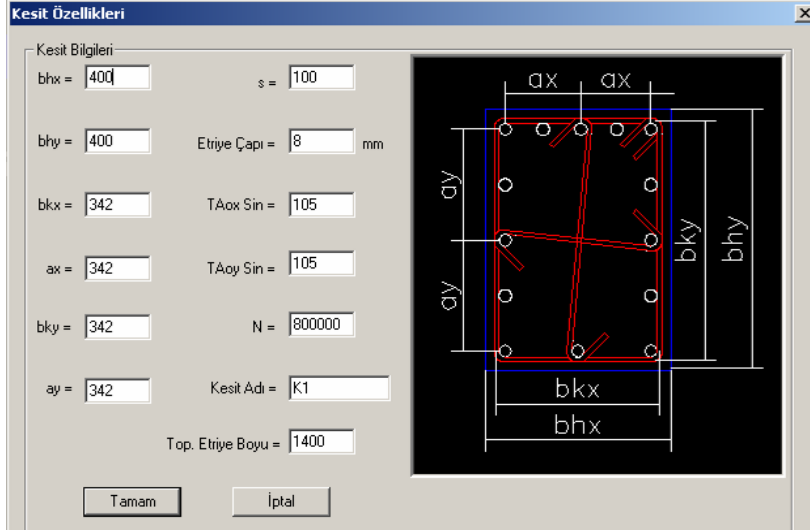 Kesit Özellikleri
Kesit Bilgileri
bhx = 400
s = 100
bhy = 400
Etriye Çapı = 8 mm
bkx = 342
TAox Sin = 105
ax = 342
TAoy Sin = 105
bky = 342
N = 800000
ay = 342
Kesit Adı = K1
Top. Etriye Boyu = 1400
Tamam
İptal
ax ax
ay
ay
bky
bhy
bkx
bhx